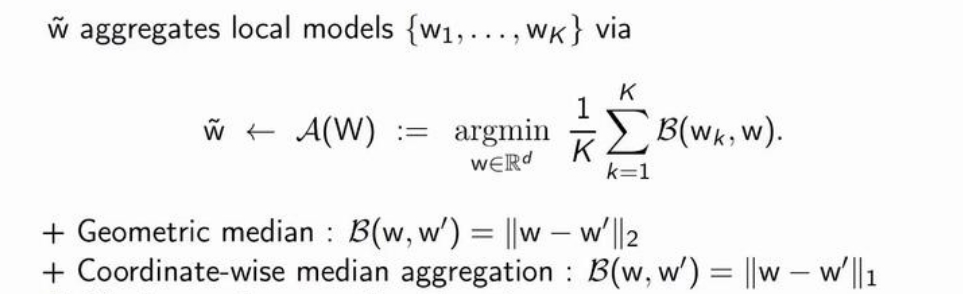 w̃ aggregates local models {w₁, . . . , w_K} via
w̃ ← 𝒜(W) := argmin_{w∈ℝ^d} 1/K ∑_{k=1}^{K} ℬ(w_k, w).
+ Geometric median : ℬ(w, w′) = ‖w − w′‖₂
+ Coordinate-wise median aggregation : ℬ(w, w′) = ‖w − w′‖₁